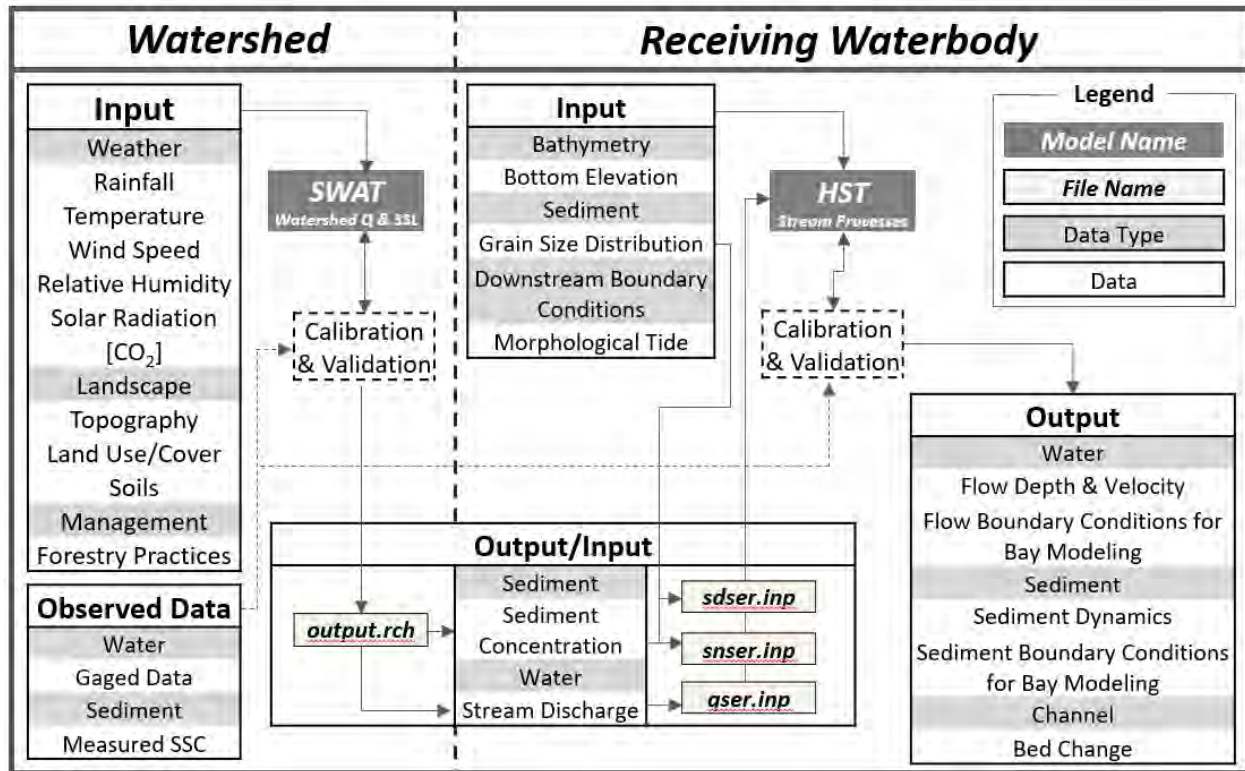 Watershed
Receiving Waterbody
Input
Weather
Rainfall
Temperature
Wind Speed
Relative Humidity
Solar Radiation
[CO₂]
Landscape
Topography
Land Use/Cover
Soils
Management
Forestry Practices
Observed Data
Water
Gaged Data
Sediment
Measured SSC
SWAT
Watershed Q & SSL
Calibration
& Validation
Input
Bathymetry
Bottom Elevation
Sediment
Grain Size Distribution
Downstream Boundary
Conditions
Morphological Tide
HST
Stream Processes
Calibration
& Validation
Legend
Model Name
File Name
Data Type
Data
Output/Input
output.rch
Sediment
Sediment
Concentration
Water
Stream Discharge
sdser.inp
snser.inp
qser.inp
Output
Water
Flow Depth & Velocity
Flow Boundary Conditions for
Bay Modeling
Sediment
Sediment Dynamics
Sediment Boundary Conditions
for Bay Modeling
Channel
Bed Change